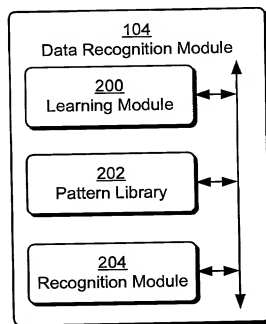 104
Data Recognition Module
200
Learning Module
202
Pattern Library
204
Recognition Module